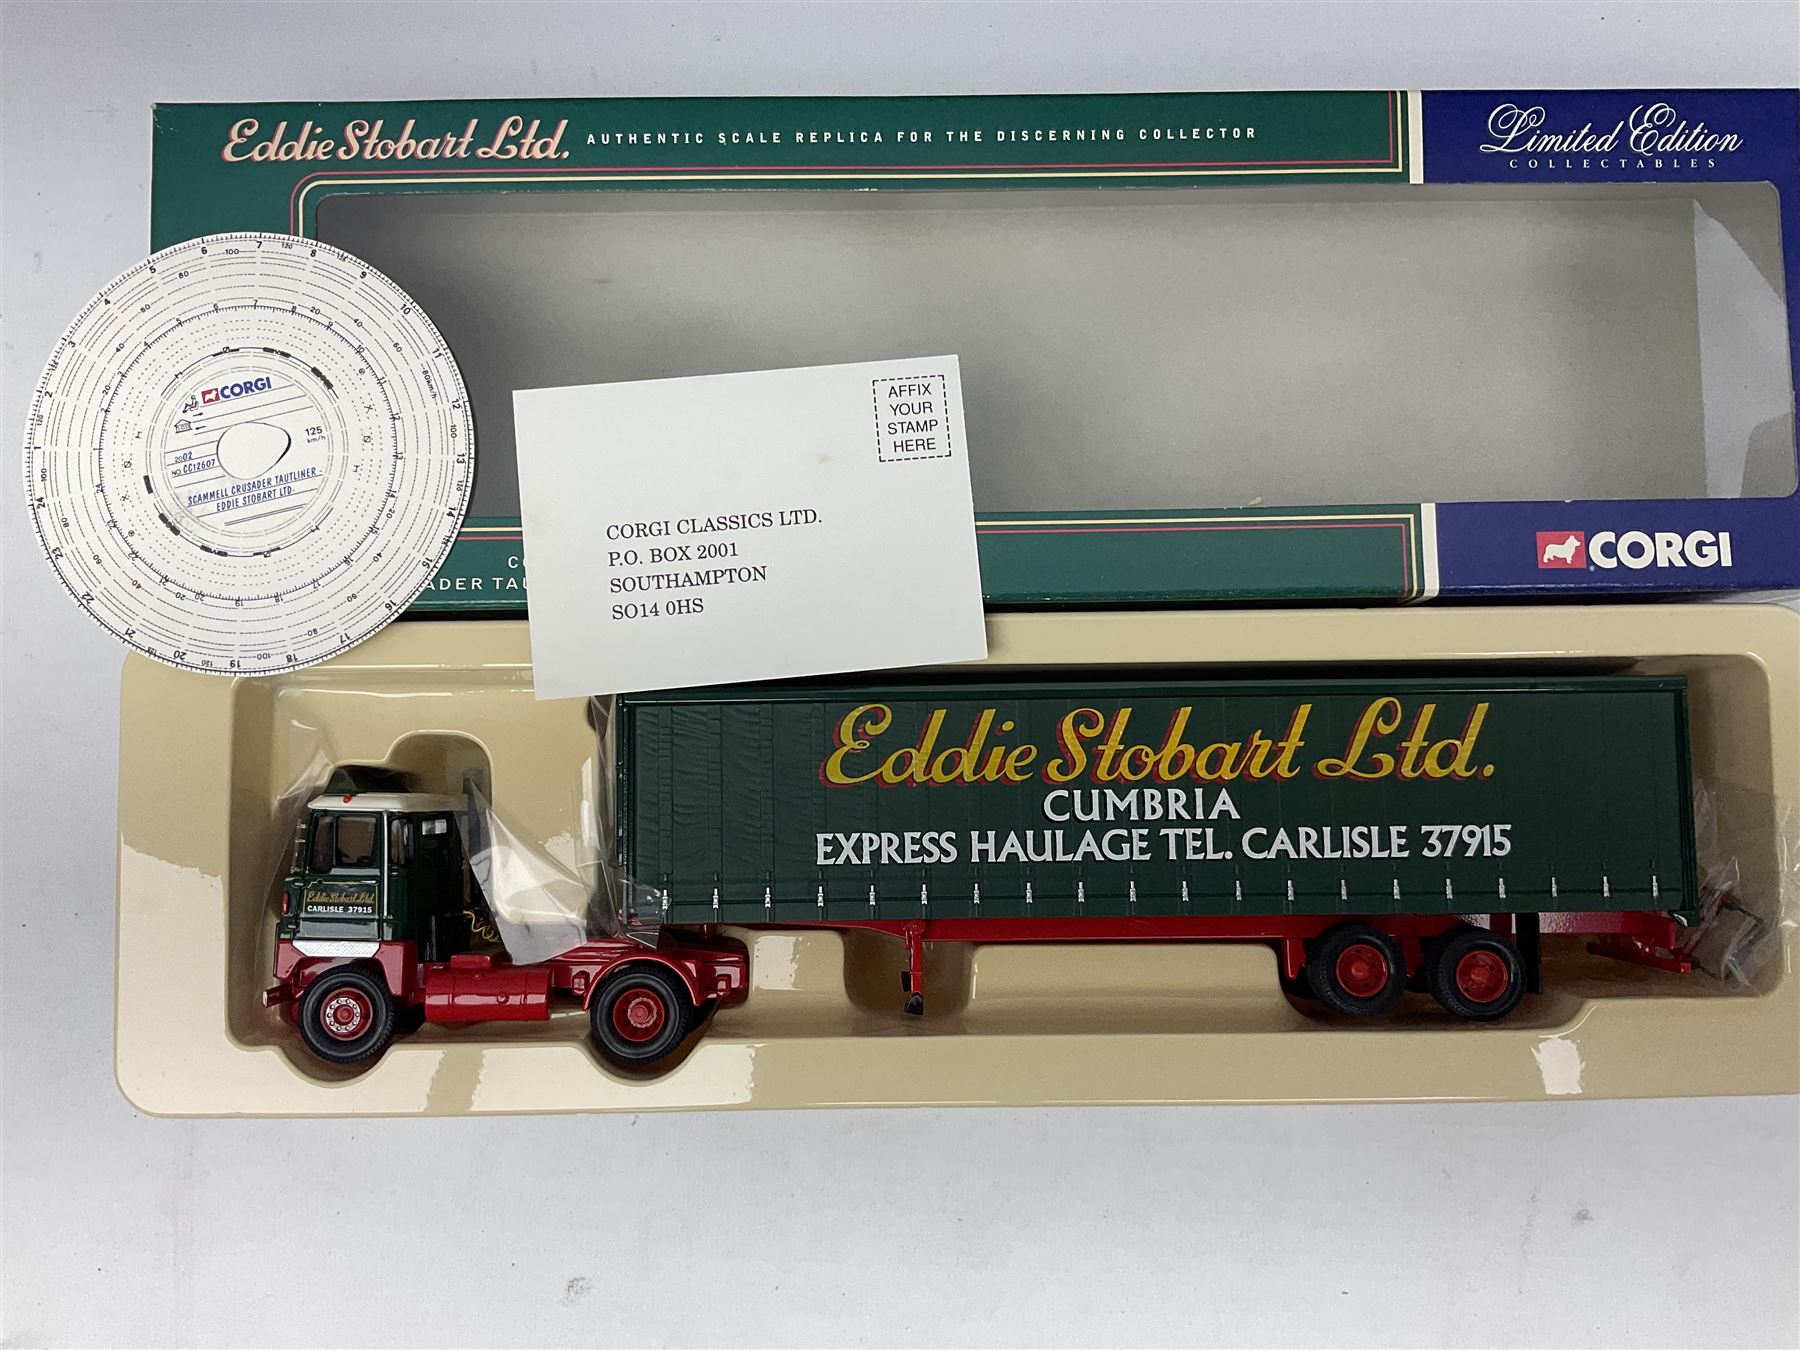 Eddie Stobart Ltd. AUTHENTIC SCALE REPLICA FOR THE DISCERNING COLLECTOR
Limited Edition
COLLECTABLES
CORGI
125
km/h
2002
NO. CC12607
SCAMMELL CRUSADER TAUTLINER -
EDDIE STOBART LTD.
AFFIX
YOUR
STAMP
HERE
CORGI CLASSICS LTD.
P.O. BOX 2001
SOUTHAMPTON
SO14 0HS
CORGI
Eddie Stobart Ltd.
CUMBRIA
EXPRESS HAULAGE TEL. CARLISLE 37915
Eddie Stobart Ltd.
CARLISLE 37915